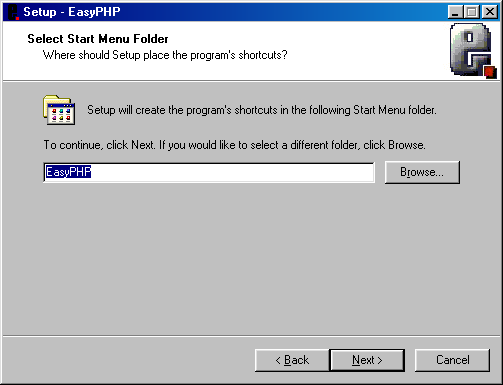 Setup - EasyPHP
Select Start Menu Folder
Where should Setup place the program's shortcuts?
e
Setup will create the program's shortcuts in the following Start Menu folder.
To continue, click Next. If you would like to select a different folder, click Browse.
EasyPHP
Browse...
< Back
Next >
Cancel